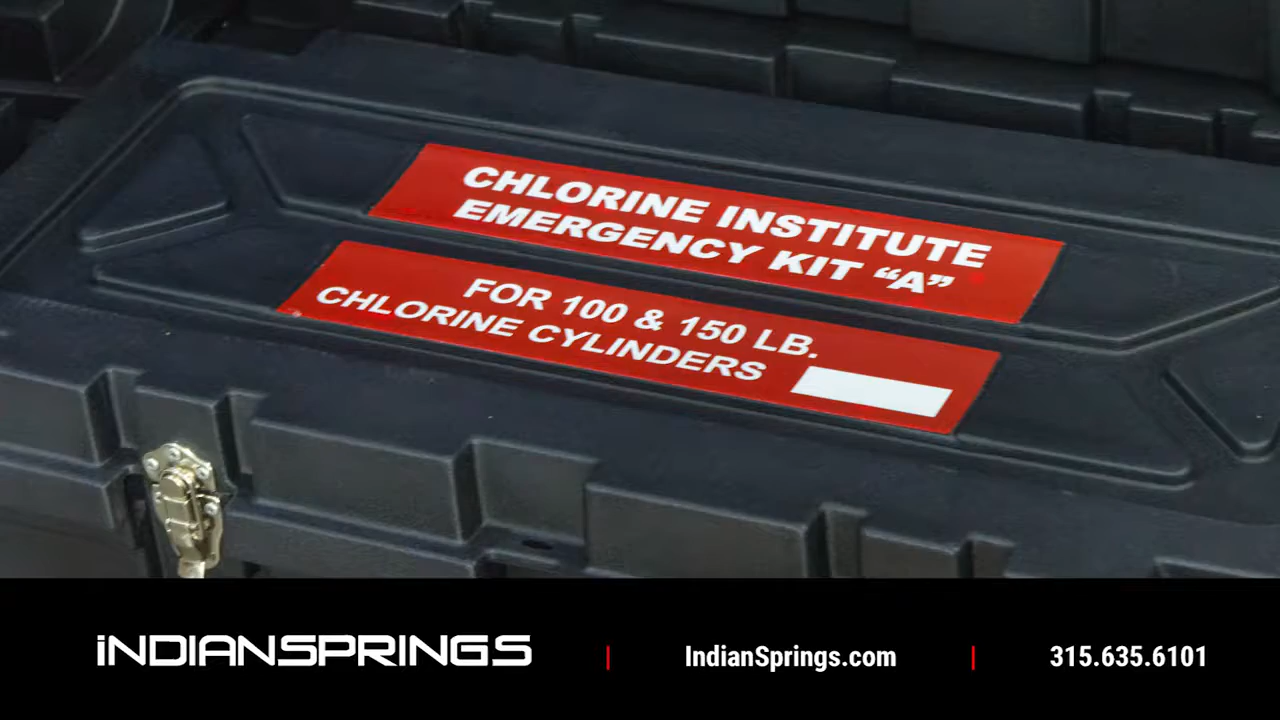 CHLORINE INSTITUTE
EMERGENCY KIT “A”
FOR 100 & 150 LB.
CHLORINE CYLINDERS
iNDIANSPRINGS | IndianSprings.com | 315.635.6101